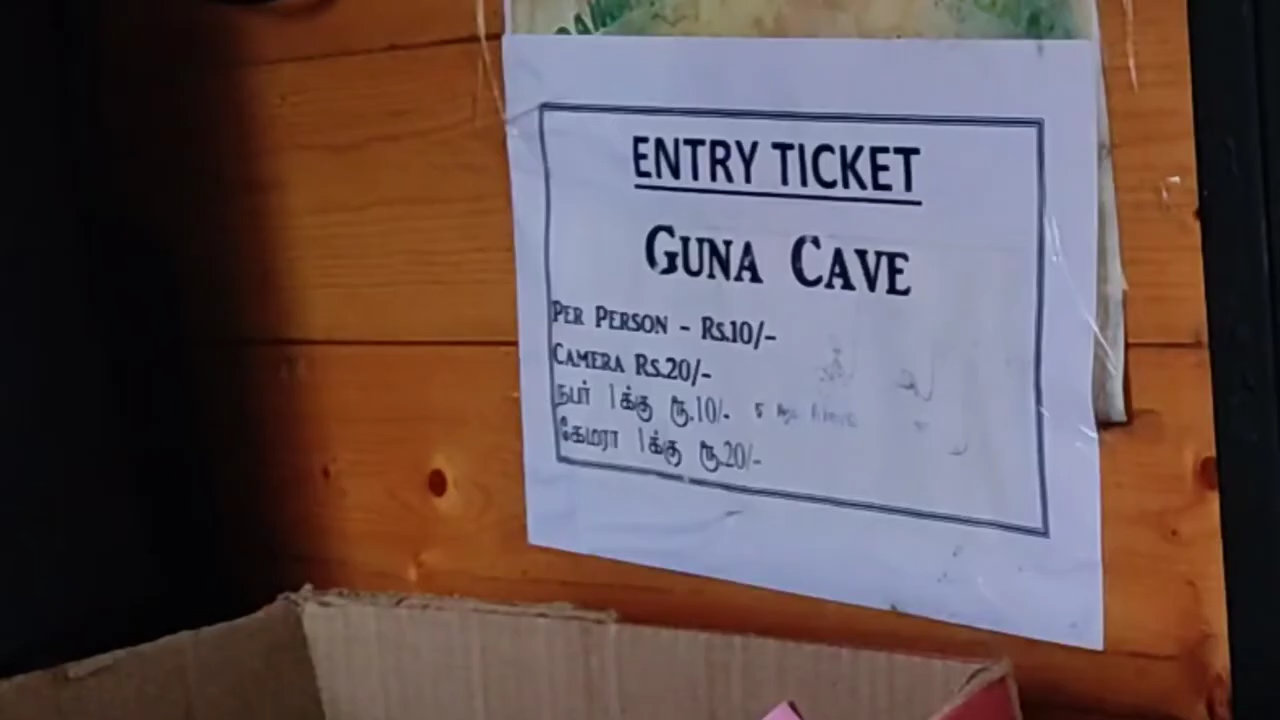 ENTRY TICKET
GUNA CAVE
PER PERSON - RS.10/-
CAMERA RS.20/-
நபர் 1க்கு ரூ.10/-
கேமரா 1க்கு ரூ.20/-